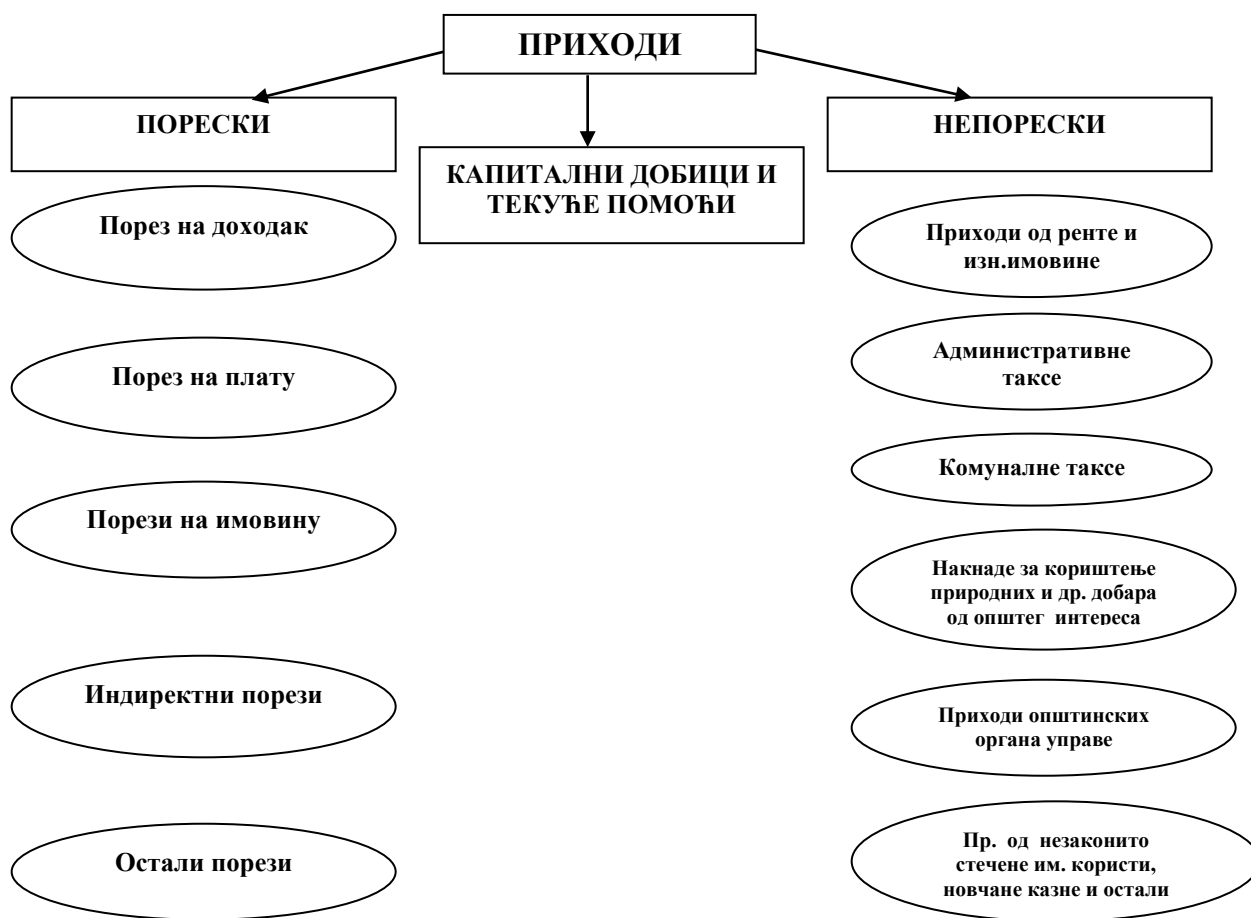 ПРИХОДИ
ПОРЕСКИ
КАПИТАЛНИ ДОБИЦИ И
ТЕКУЋЕ ПОМОЋИ
НЕПОРЕСКИ
Порез на доходак
Порез на плату
Порези на имовину
Индиректни порези
Остали порези
Приходи од ренте и
изн.имовине
Административне
таксе
Комуналне таксе
Накнаде за кориштење
природних и др. добара
од општег интереса
Приходи општинских
органа управе
Пр. од незаконито
стечене им. користи,
новчане казне и остали